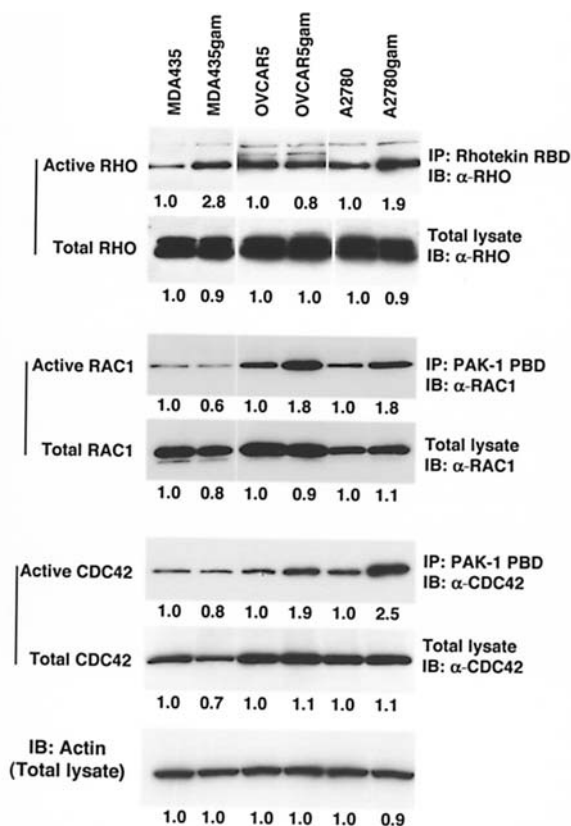 MDA435 MDA435gam OVCAR5 OVCAR5gam A2780 A2780gam
Active RHO IP: Rhotekin RBD
IB: α-RHO
1.0 2.8 1.0 0.8 1.0 1.9
Total RHO Total lysate
IB: α-RHO
1.0 0.9 1.0 1.0 1.0 0.9
Active RAC1 IP: PAK-1 PBD
IB: α-RAC1
1.0 0.6 1.0 1.8 1.0 1.8
Total RAC1 Total lysate
IB: α-RAC1
1.0 0.8 1.0 0.9 1.0 1.1
Active CDC42 IP: PAK-1 PBD
IB: α-CDC42
1.0 0.8 1.0 1.9 1.0 2.5
Total CDC42 Total lysate
IB: α-CDC42
1.0 0.7 1.0 1.1 1.0 1.1
IB: Actin
(Total lysate)
1.0 1.0 1.0 1.0 1.0 0.9